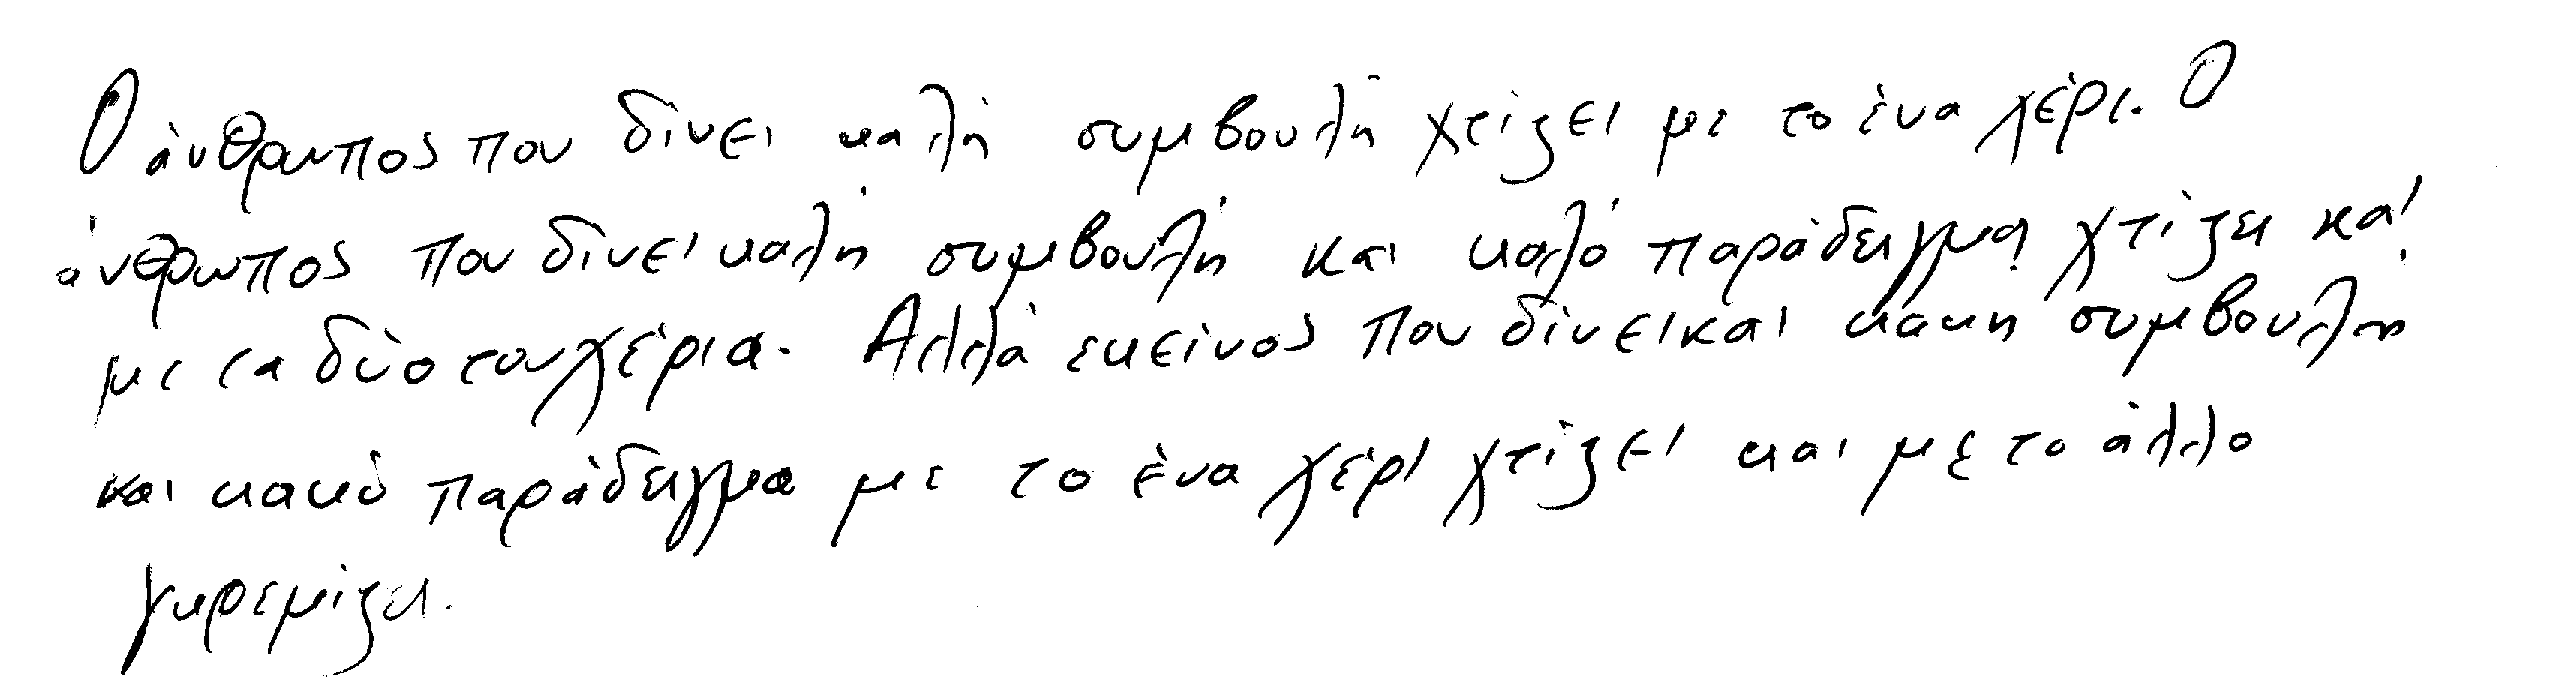 Ο άνθρωπος που δίνει καλή συμβουλή χτίζει με το ένα χέρι. Ο
άνθρωπος που δίνει καλή συμβουλή και καλό παράδειγμα χτίζει και
με τα δύο του χέρια. Αλλά εκείνος που δίνει και κακή συμβουλή
και κακό παράδειγμα με το ένα χέρι χτίζει και με το άλλο
γκρεμίζει.